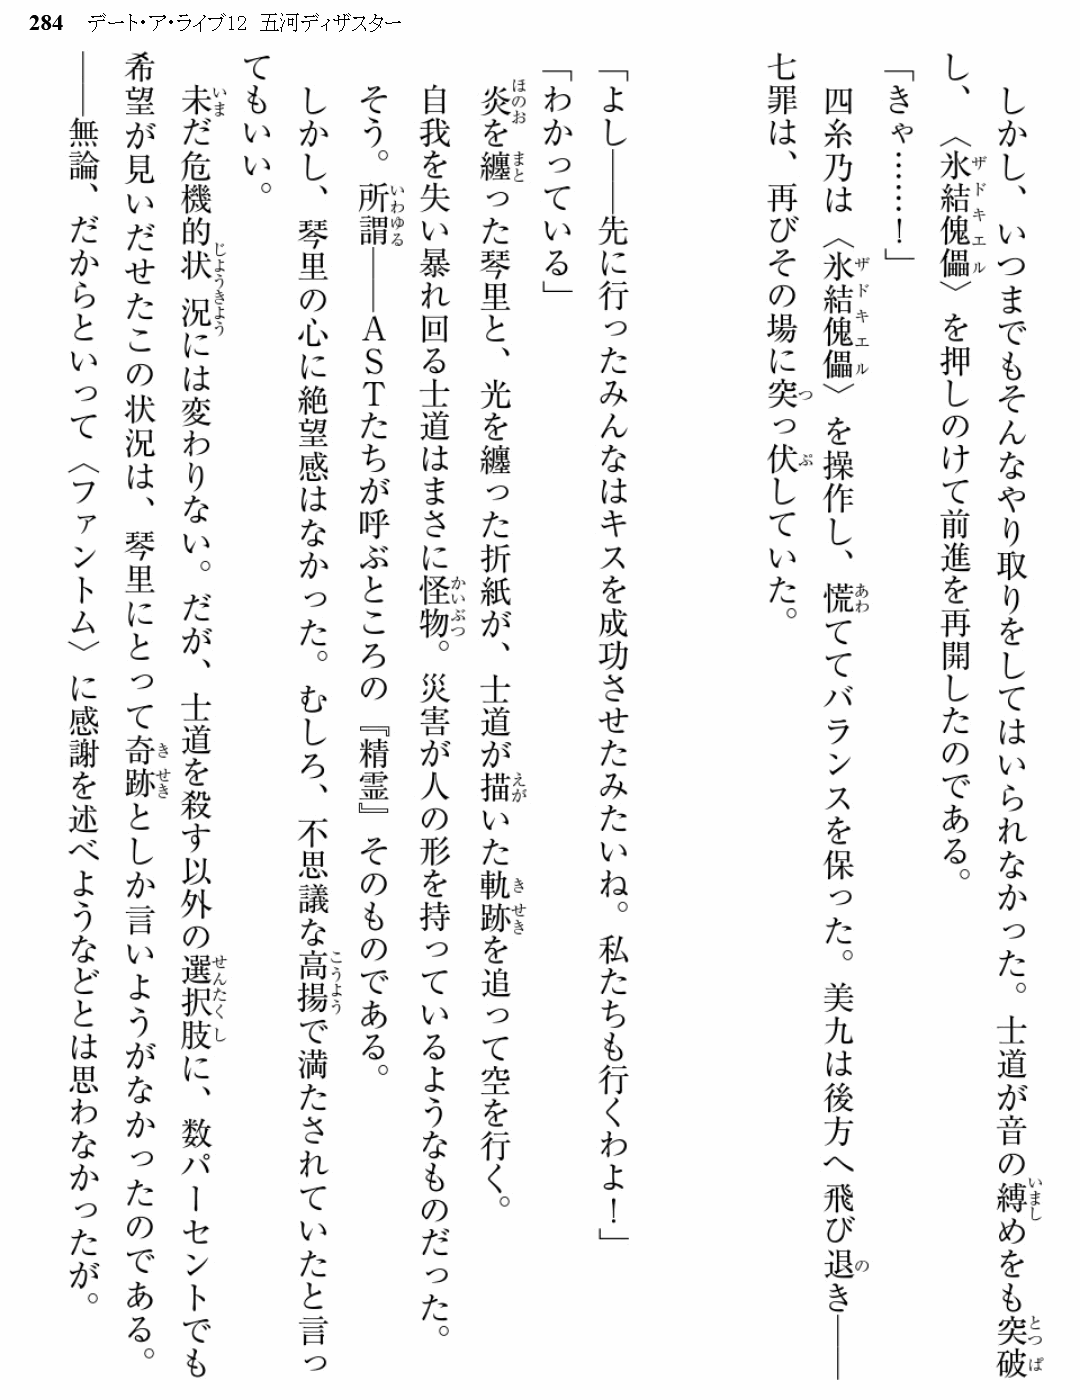 284 デート・ア・ライブ12 五河ディザスター
しかし、いつまでもそんなやり取りをしてはいられなかった。士道が音の縛めをも突破
し、〈氷結傀儡〉を押しのけて前進を再開したのである。
「きゃ……！」
四糸乃は〈氷結傀儡〉を操作し、慌ててバランスを保った。美九は後方へ飛び退き――
七罪は、再びその場に突っ伏していた。
「よし――先に行ったみんなはキスを成功させたみたいね。私たちも行くわよ！」
「わかっている」
炎を纏った琴里と、光を纏った折紙が、士道が描いた軌跡を追って空を行く。
自我を失い暴れ回る士道はまさに怪物。災害が人の形を持っているようなものだった。
そう。所謂――ＡＳＴたちが呼ぶところの『精霊』そのものである。
しかし、琴里の心に絶望感はなかった。むしろ、不思議な高揚で満たされていたと言っ
てもいい。
未だ危機的状況には変わりない。だが、士道を殺す以外の選択肢に、数パーセントでも
希望が見いだせたこの状況は、琴里にとって奇跡としか言いようがなかったのである。
――無論、だからといって〈ファントム〉に感謝を述べようなどとは思わなかったが。